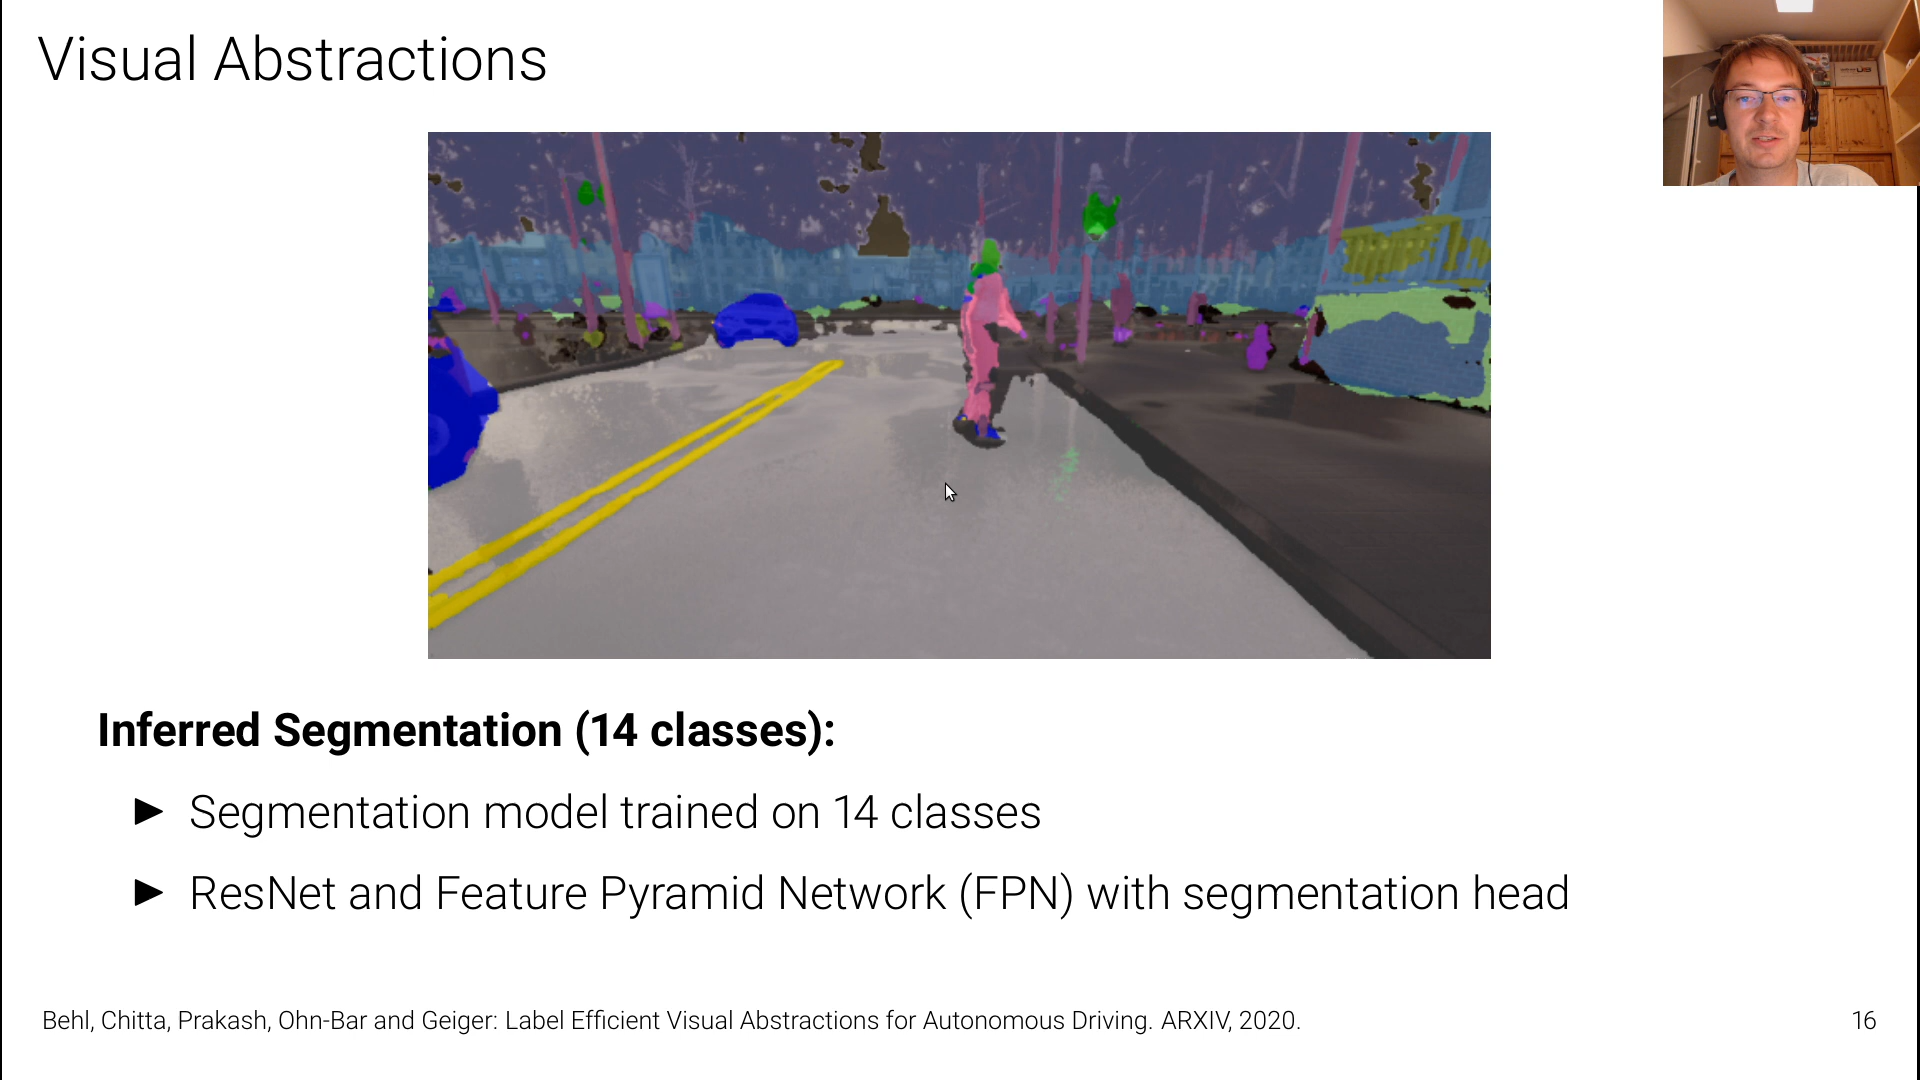 Visual Abstractions
Inferred Segmentation (14 classes):
► Segmentation model trained on 14 classes
► ResNet and Feature Pyramid Network (FPN) with segmentation head
Behl, Chitta, Prakash, Ohn-Bar and Geiger: Label Efficient Visual Abstractions for Autonomous Driving. ARXIV, 2020.
16